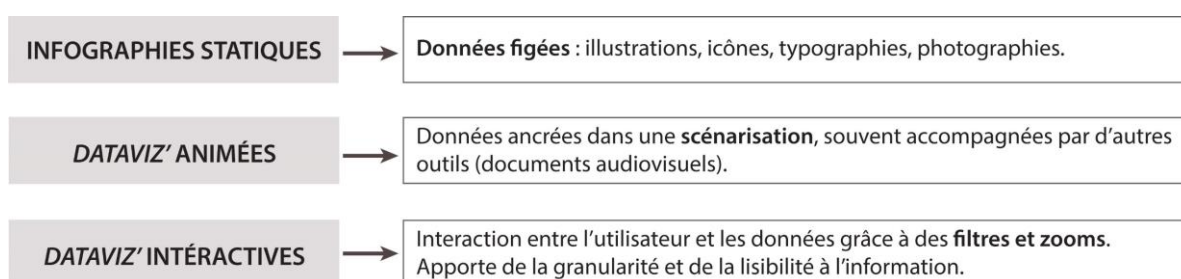 INFOGRAPHIES STATIQUES
Données figées : illustrations, icônes, typographies, photographies.
DATAVIZ’ ANIMÉES
Données ancrées dans une scénarisation, souvent accompagnées par d’autres
outils (documents audiovisuels).
DATAVIZ’ INTÉRACTIVES
Interaction entre l’utilisateur et les données grâce à des filtres et zooms.
Apporte de la granularité et de la lisibilité à l’information.